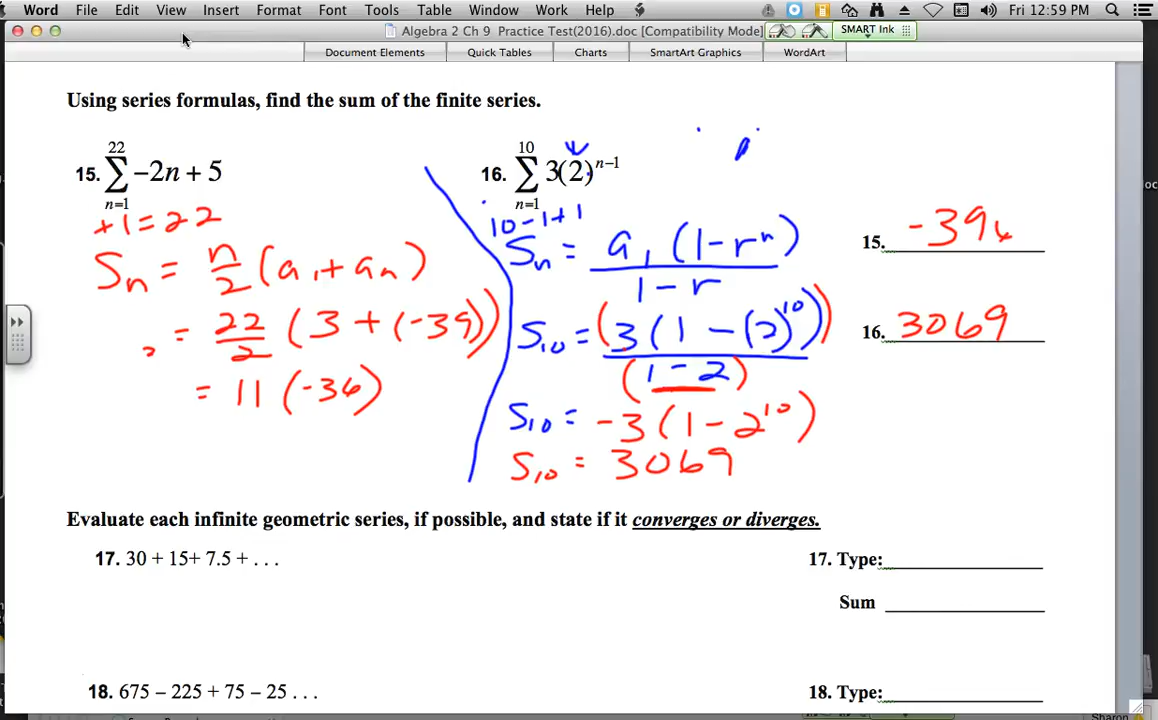 Word File Edit View Insert Format Font Tools Table Window Work Help Fri 12:59 PM
Algebra 2 Ch 9 Practice Test(2016).doc [Compatibility Mode] SMART Ink
Document Elements Quick Tables Charts SmartArt Graphics WordArt
Using series formulas, find the sum of the finite series.
15. 22 ∑ n=1 −2n + 5
+1 = 22
Sn = n/2 (a1 + an)
= 22/2 (3 + (-39))
= 11 (-36)
16. 10 ∑ n=1 3(2)^n−1
10-1+1
Sn = a1 (1-r^n) / 1-r
S10 = (3(1-(2)^10)) / (1-2)
S10 = -3(1-2^10)
S10 = 3069
15. -396
16. 3069
Evaluate each infinite geometric series, if possible, and state if it converges or diverges.
17. 30 + 15+ 7.5 + . . .
17. Type:
Sum
18. 675 – 225 + 75 – 25 . . .
18. Type:
Sharon